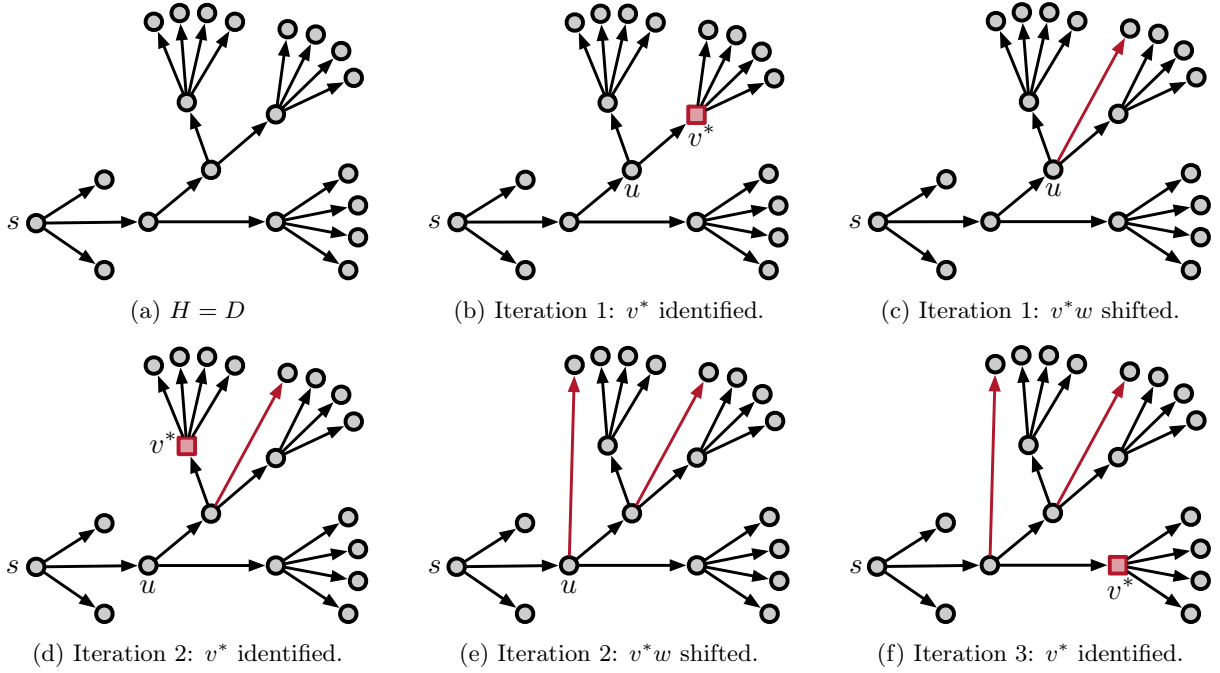 s
(a) H = D
v*
u
s
(b) Iteration 1: v* identified.
u
s
(c) Iteration 1: v*w shifted.
v*
s
u
(d) Iteration 2: v* identified.
s
u
(e) Iteration 2: v*w shifted.
s
v*
(f) Iteration 3: v* identified.